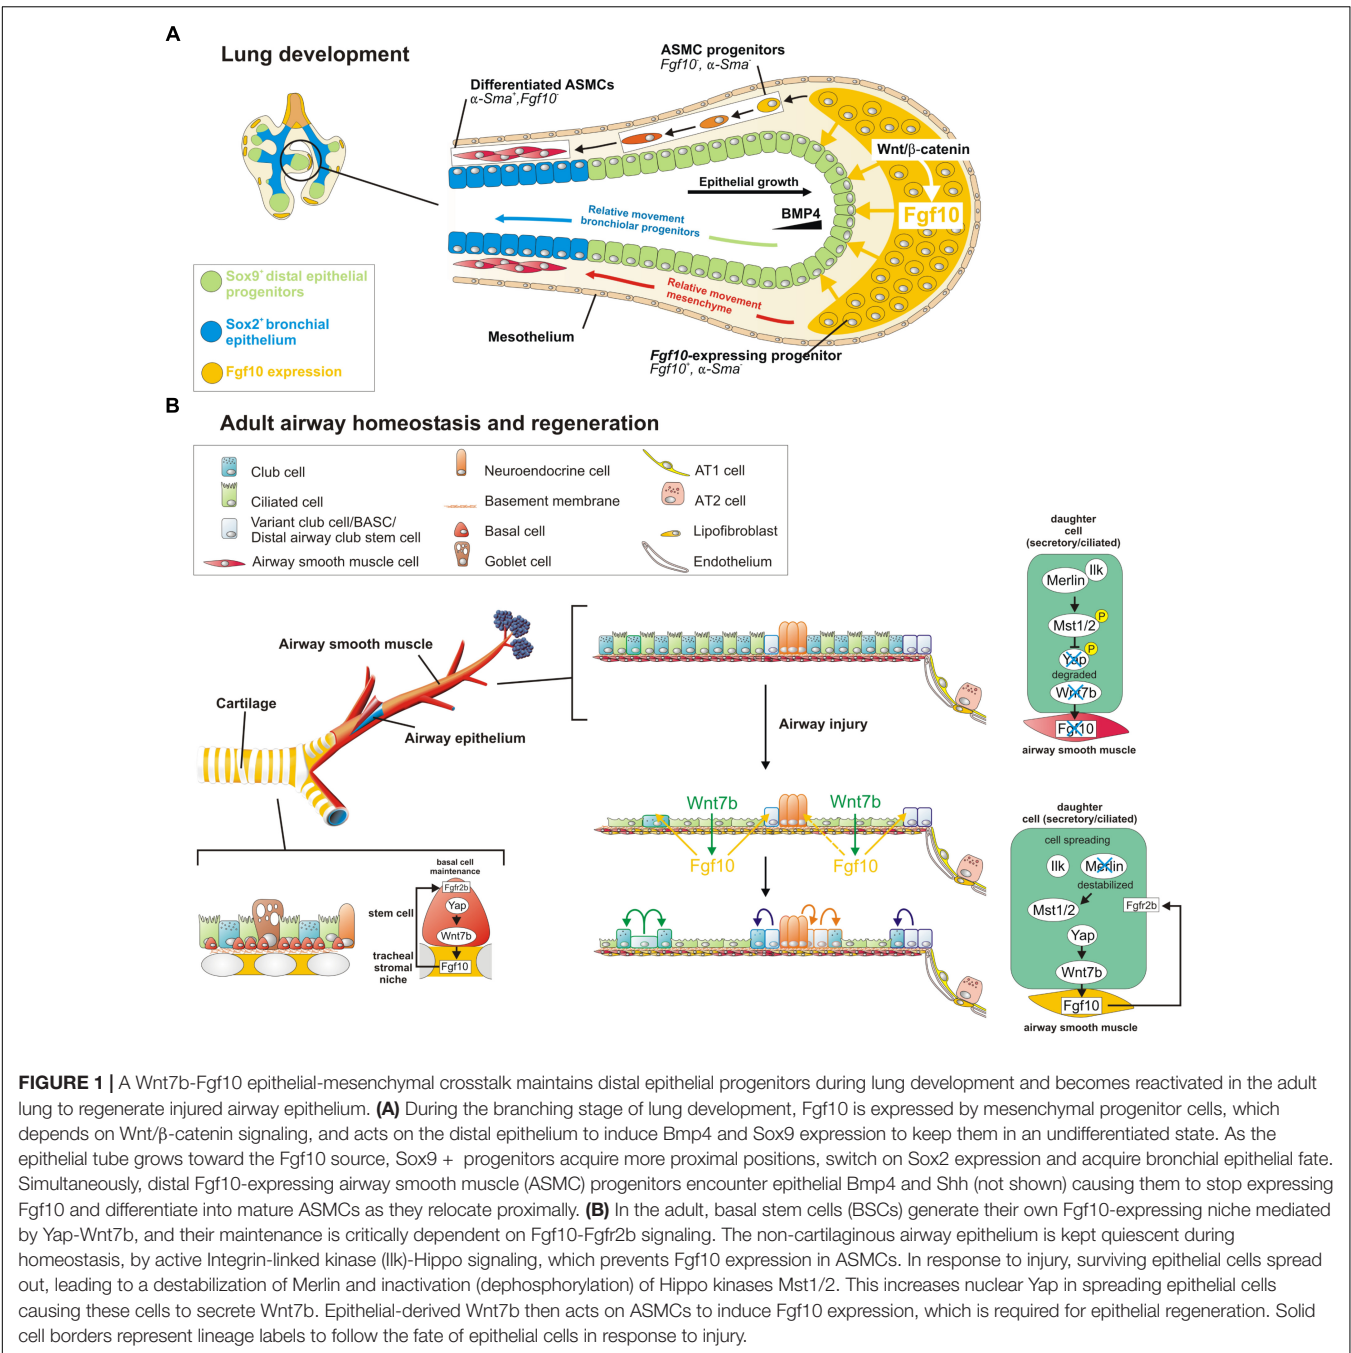 A
Lung development
ASMC progenitors
Fgf10-, α-Sma-
Differentiated ASMCs
α-Sma+,Fgf10-
Wnt/β-catenin
Epithelial growth
Fgf10
BMP4
Relative movement
bronchiolar progenitors
Relative movement
mesenchyme
Sox9+ distal epithelial
progenitors
Sox2+ bronchial
epithelium
Fgf10 expression
Mesothelium
Fgf10-expressing progenitor
Fgf10+, α-Sma-
B
Adult airway homeostasis and regeneration
Club cell
Ciliated cell
Variant club cell/BASC/
Distal airway club stem cell
Airway smooth muscle cell
Neuroendocrine cell
Basement membrane
Basal cell
Goblet cell
AT1 cell
AT2 cell
Lipofibroblast
Endothelium
daughter
cell
(secretory/ciliated)
Ilk
Merlin
Mst1/2
P
P
Yap
degraded
Wnt7b
Fgf10
airway smooth muscle
Airway smooth muscle
Cartilage
Airway epithelium
Airway injury
Wnt7b
Wnt7b
Fgf10
Fgf10
basal cell
maintenance
Fgfr2b
stem cell
Yap
Wnt7b
tracheal
stromal
niche
Fgf10
daughter
cell (secretory/ciliated)
cell spreading
Ilk
Merlin
destabilized
Mst1/2
Fgfr2b
Yap
Wnt7b
Fgf10
airway smooth muscle
FIGURE 1 | A Wnt7b-Fgf10 epithelial-mesenchymal crosstalk maintains distal epithelial progenitors during lung development and becomes reactivated in the adult
lung to regenerate injured airway epithelium. (A) During the branching stage of lung development, Fgf10 is expressed by mesenchymal progenitor cells, which
depends on Wnt/β-catenin signaling, and acts on the distal epithelium to induce Bmp4 and Sox9 expression to keep them in an undifferentiated state. As the
epithelial tube grows toward the Fgf10 source, Sox9 + progenitors acquire more proximal positions, switch on Sox2 expression and acquire bronchial epithelial fate.
Simultaneously, distal Fgf10-expressing airway smooth muscle (ASMC) progenitors encounter epithelial Bmp4 and Shh (not shown) causing them to stop expressing
Fgf10 and differentiate into mature ASMCs as they relocate proximally. (B) In the adult, basal stem cells (BSCs) generate their own Fgf10-expressing niche mediated
by Yap-Wnt7b, and their maintenance is critically dependent on Fgf10-Fgfr2b signaling. The non-cartilaginous airway epithelium is kept quiescent during
homeostasis, by active Integrin-linked kinase (Ilk)-Hippo signaling, which prevents Fgf10 expression in ASMCs. In response to injury, surviving epithelial cells spread
out, leading to a destabilization of Merlin and inactivation (dephosphorylation) of Hippo kinases Mst1/2. This increases nuclear Yap in spreading epithelial cells
causing these cells to secrete Wnt7b. Epithelial-derived Wnt7b then acts on ASMCs to induce Fgf10 expression, which is required for epithelial regeneration. Solid
cell borders represent lineage labels to follow the fate of epithelial cells in response to injury.